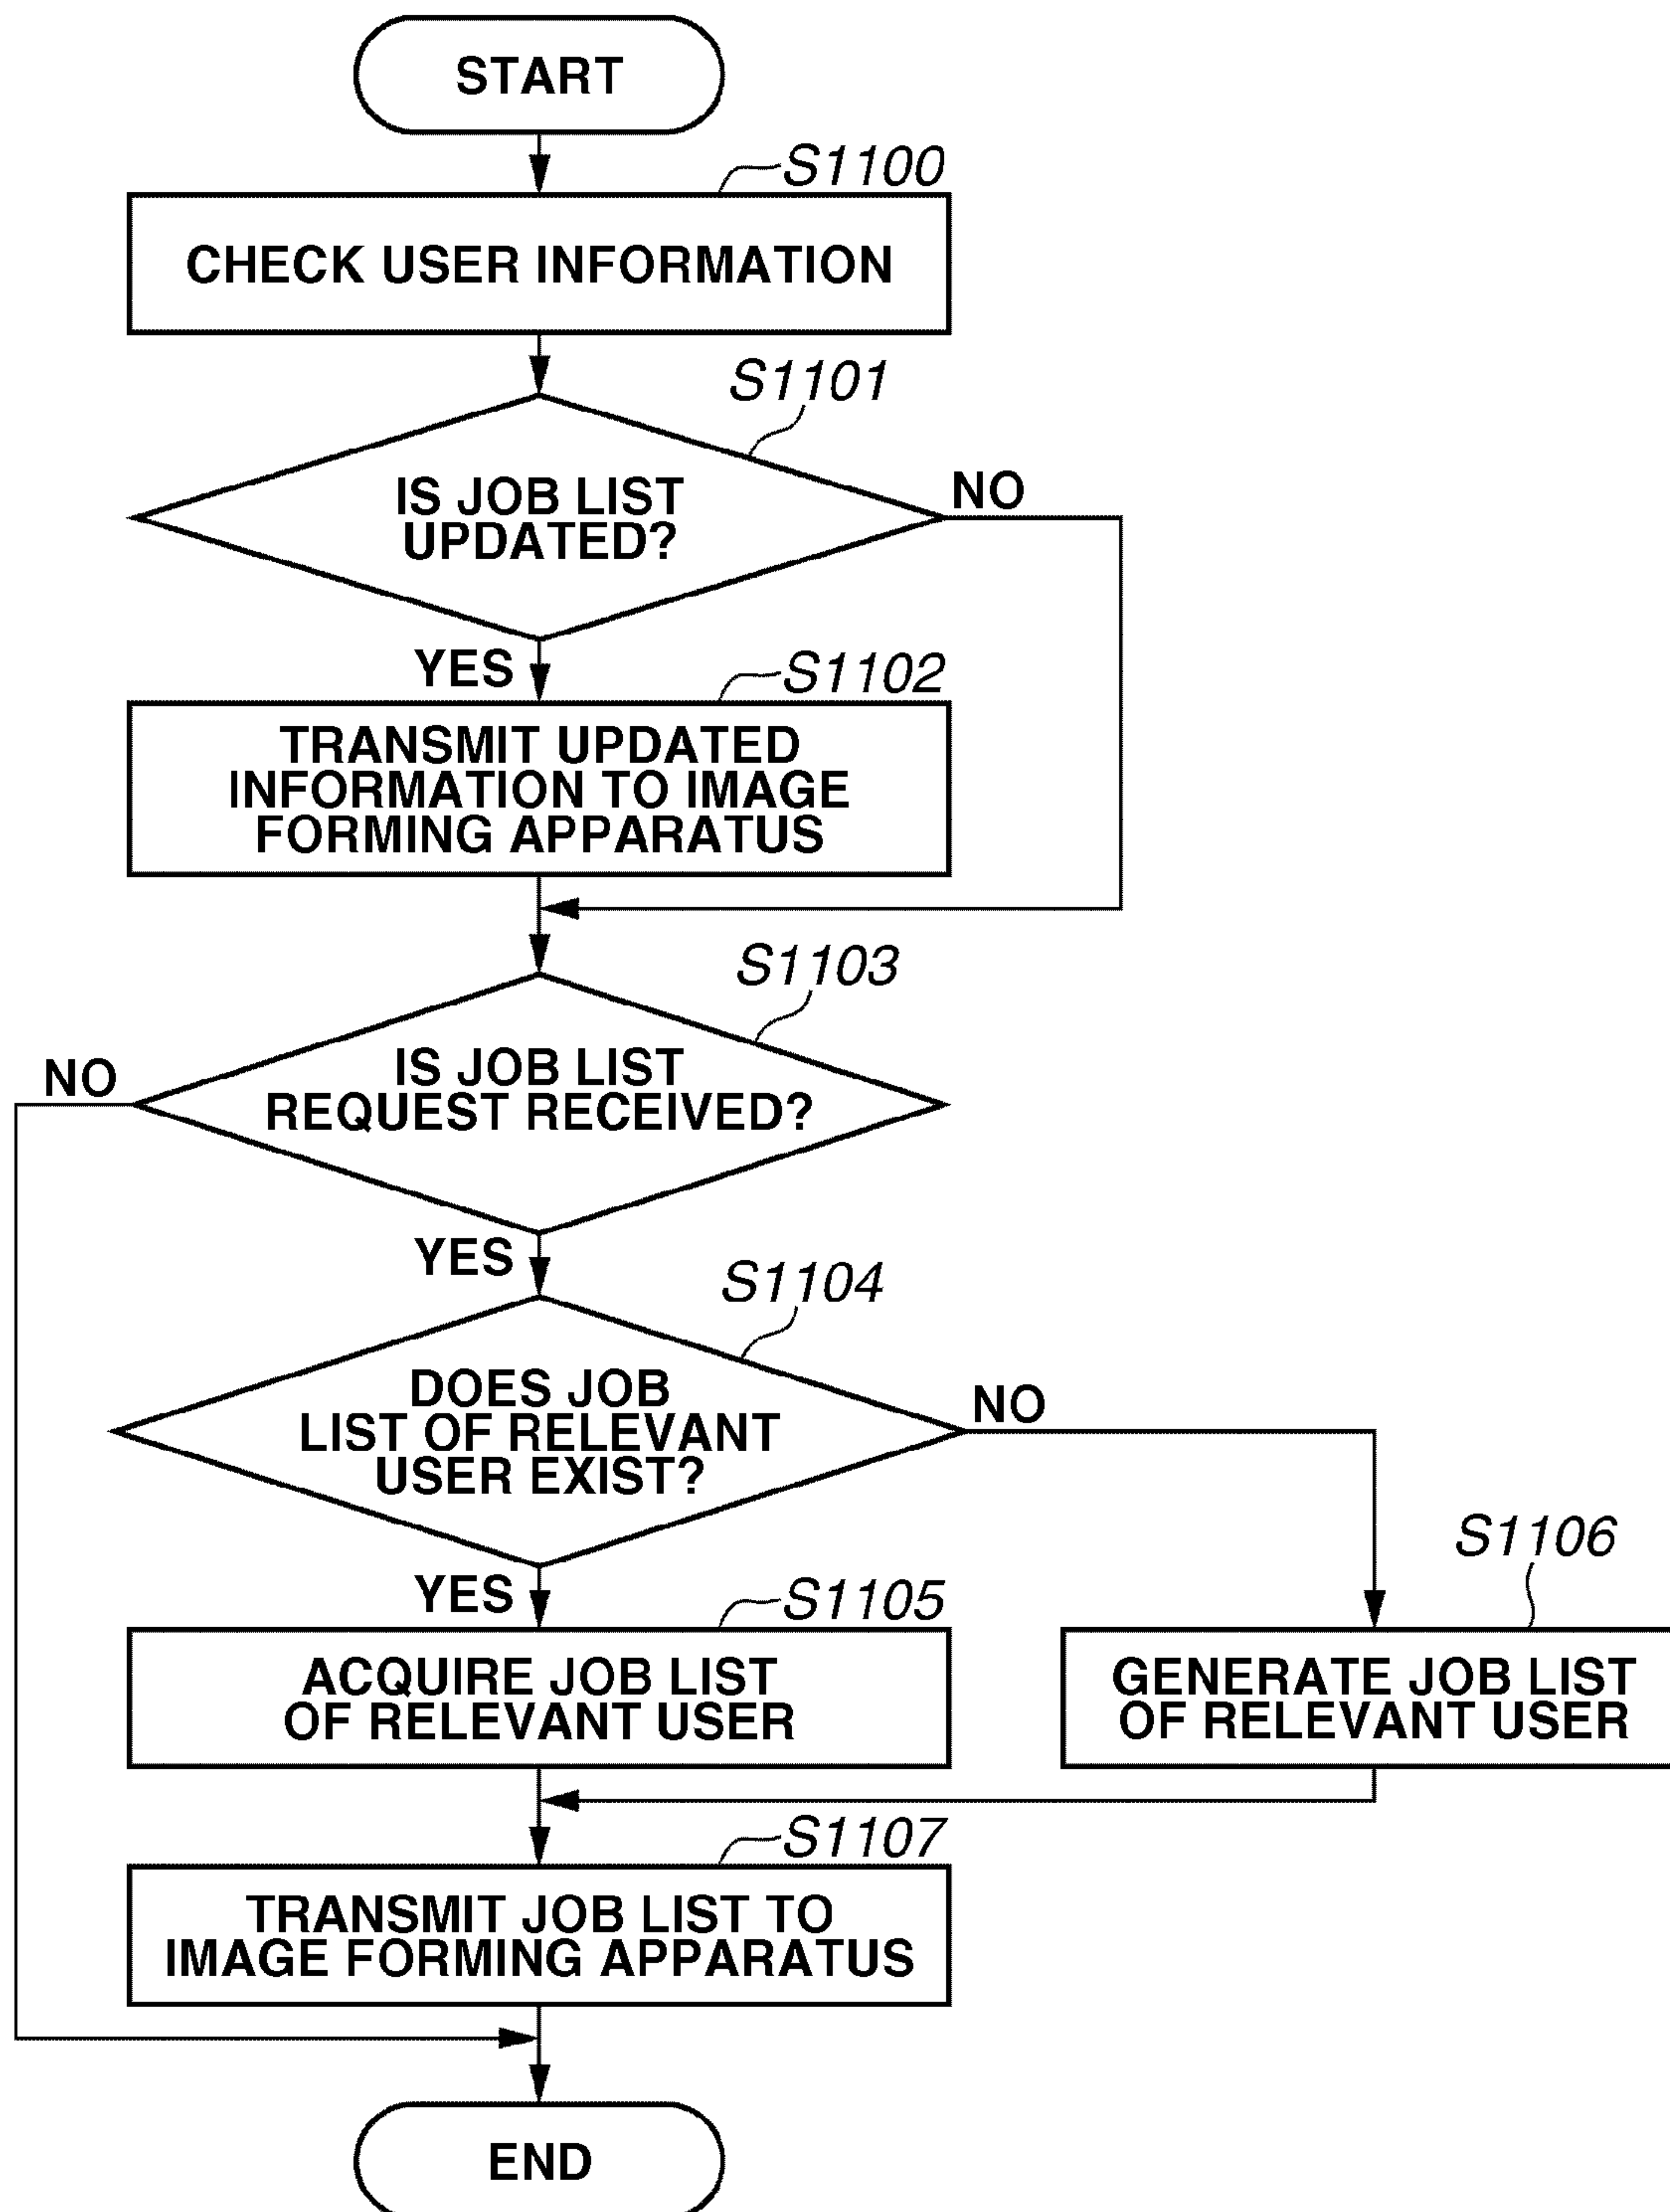 START
S1100
CHECK USER INFORMATION
S1101
IS JOB LIST
UPDATED?
NO
YES
S1102
TRANSMIT UPDATED
INFORMATION TO IMAGE
FORMING APPARATUS
S1103
IS JOB LIST
REQUEST RECEIVED?
NO
YES
S1104
DOES JOB
LIST OF RELEVANT
USER EXIST?
NO
YES
S1105
ACQUIRE JOB LIST
OF RELEVANT USER
S1106
GENERATE JOB LIST
OF RELEVANT USER
S1107
TRANSMIT JOB LIST TO
IMAGE FORMING APPARATUS
END